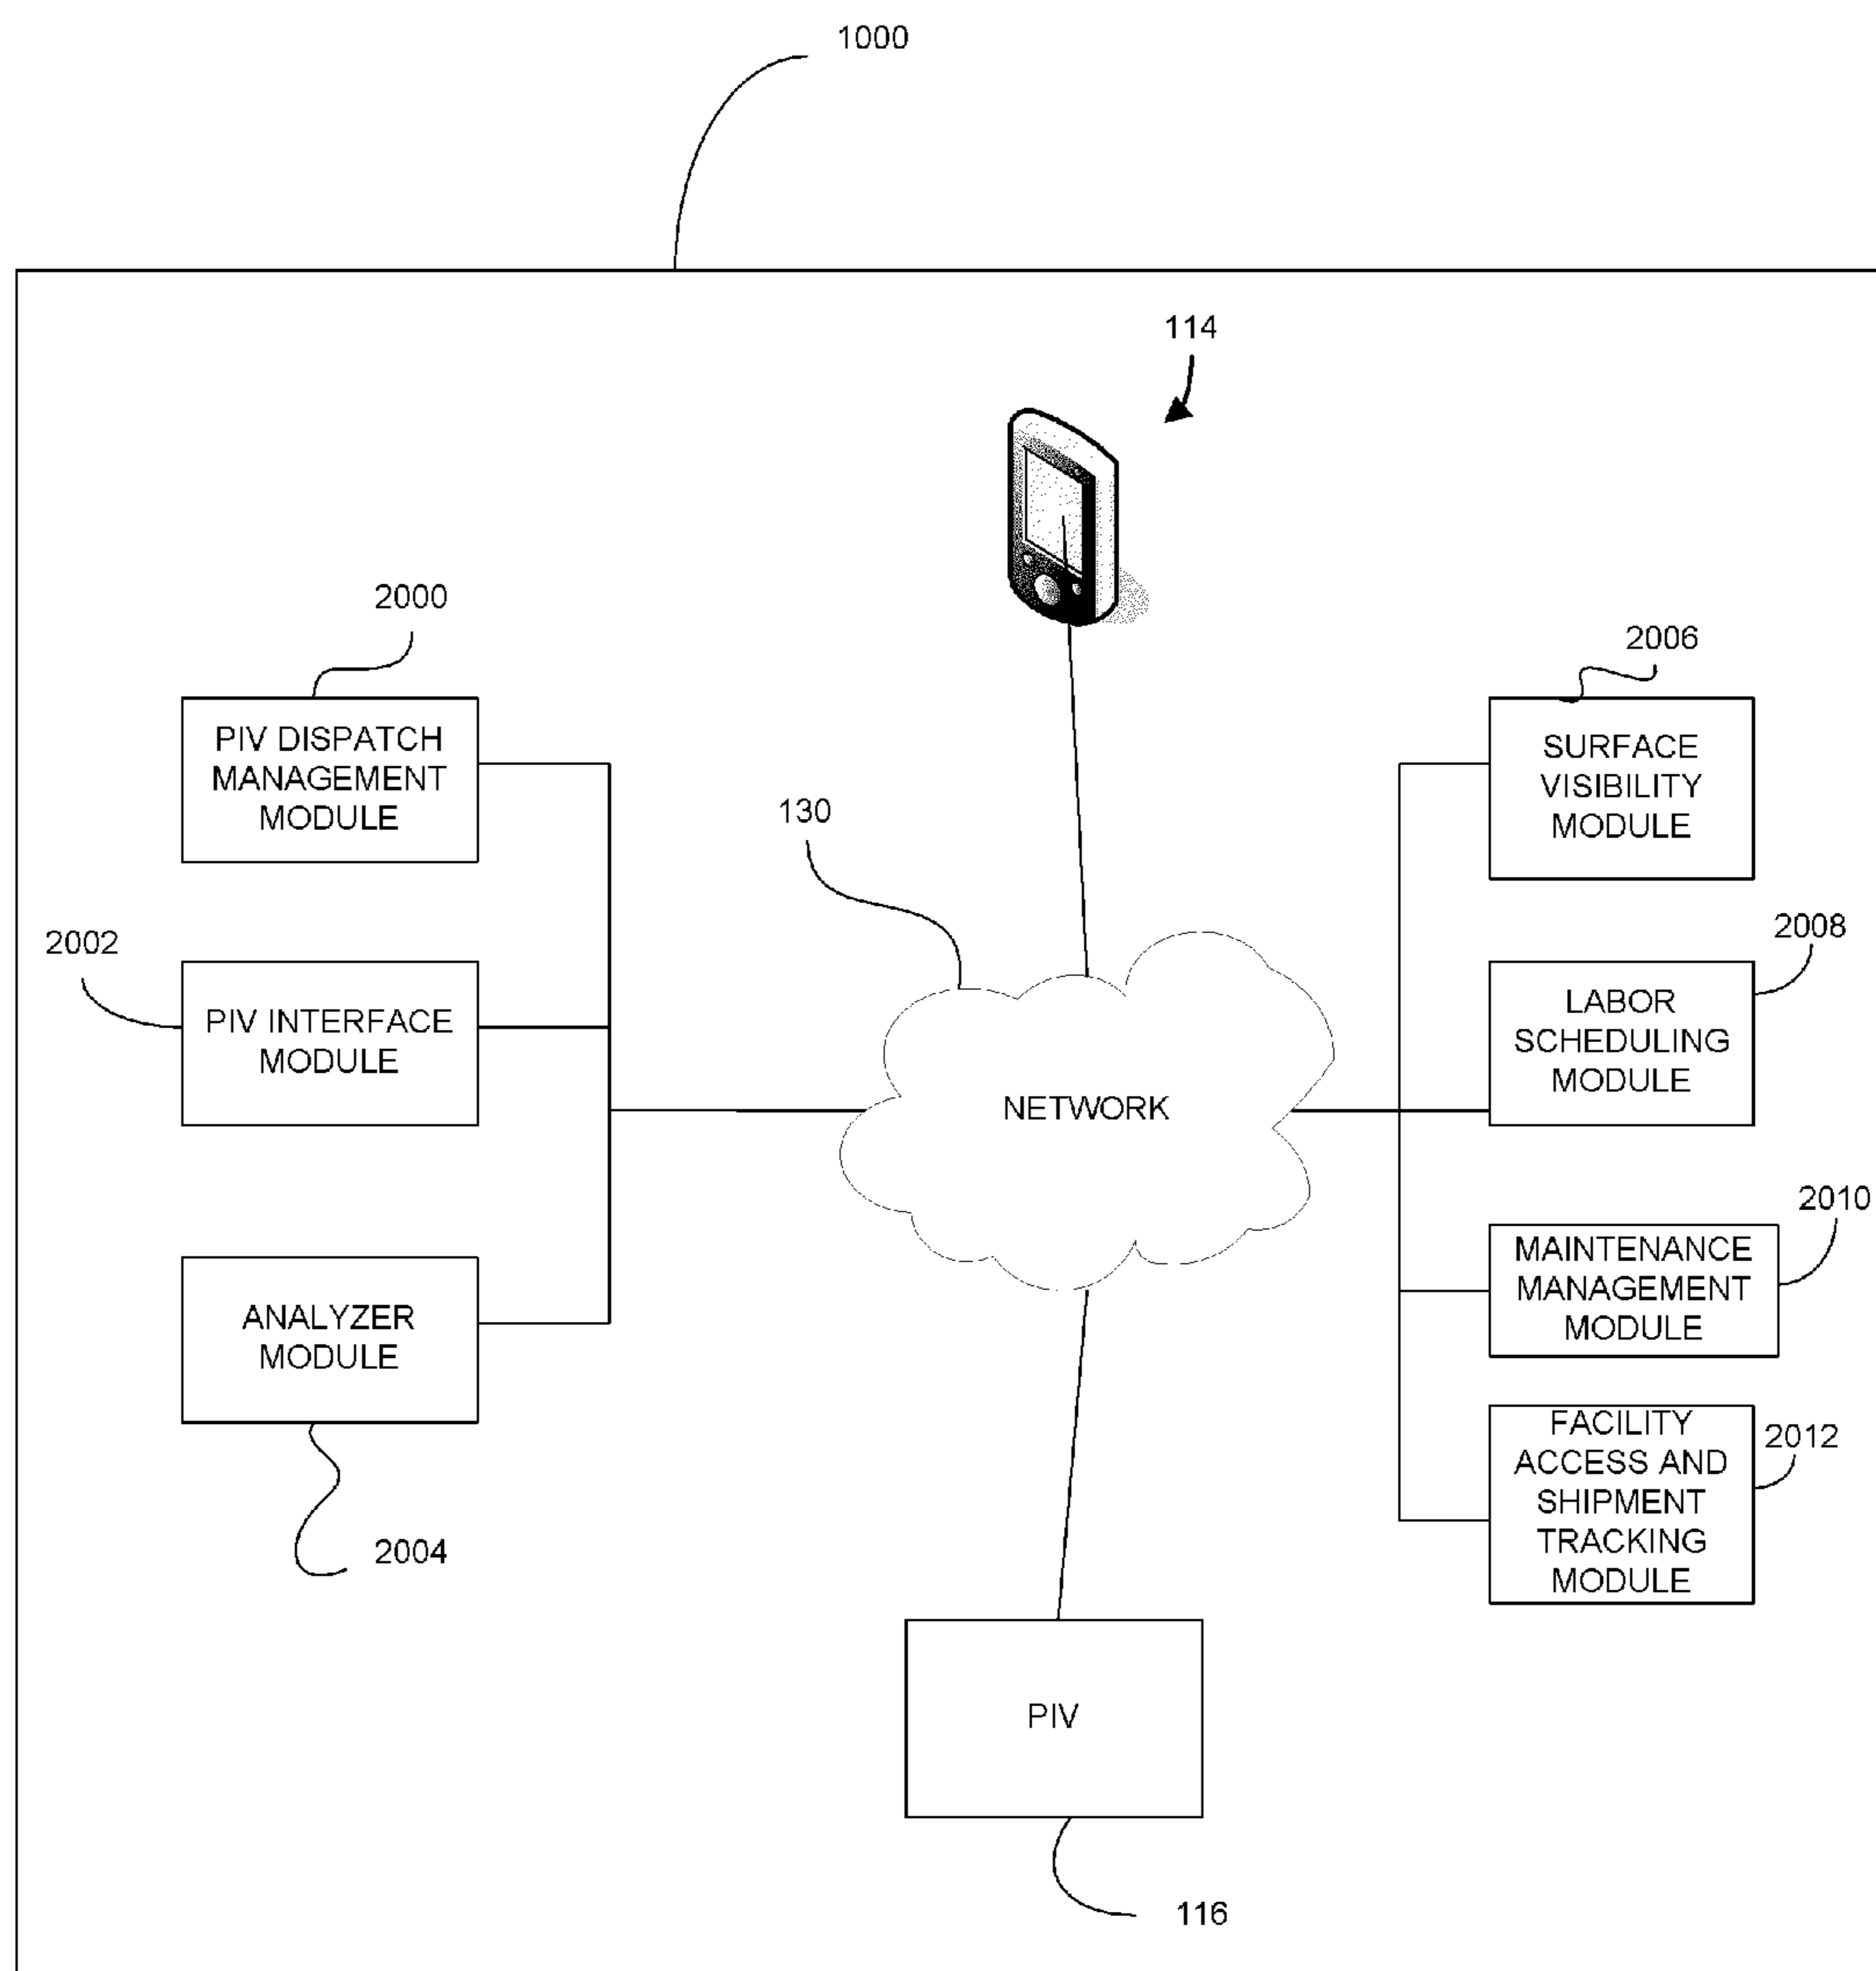 1000
114
2000
PIV DISPATCH
MANAGEMENT
MODULE
2006
SURFACE
VISIBILITY
MODULE
130
2002
PIV INTERFACE
MODULE
2008
LABOR
SCHEDULING
MODULE
NETWORK
2010
MAINTENANCE
MANAGEMENT
MODULE
ANALYZER
MODULE
2004
2012
FACILITY
ACCESS AND
SHIPMENT
TRACKING
MODULE
PIV
116